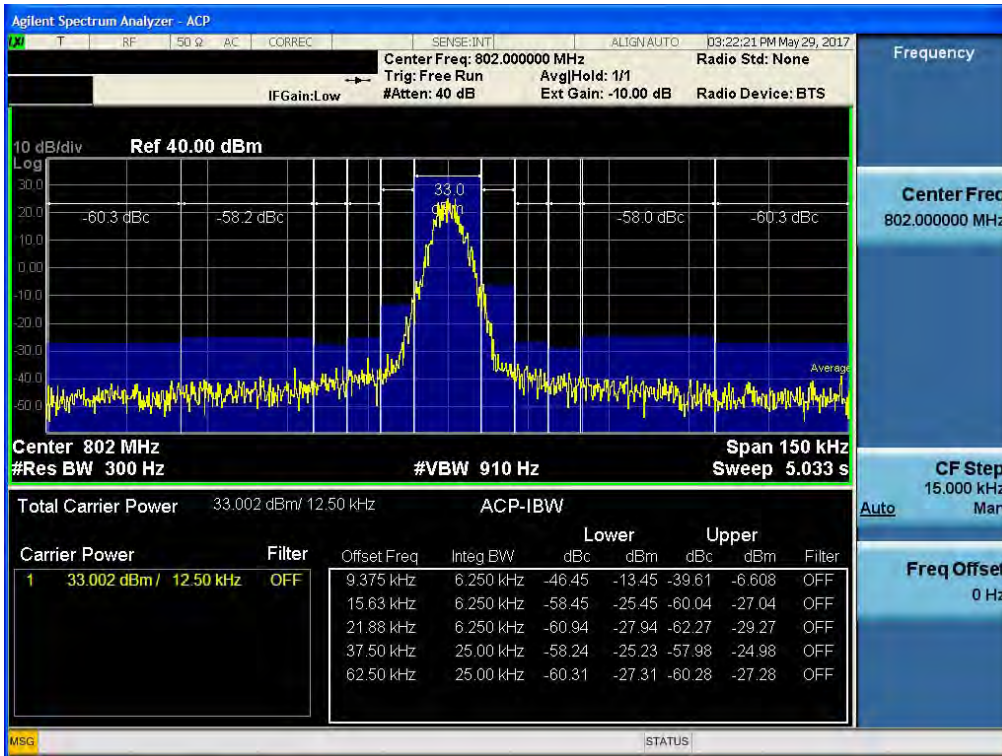 Agilent Spectrum Analyzer - ACP
LXI T RF 50 Ω AC CORREC SENSE:INT ALIGN AUTO 03:22:21 PM May 29, 2017
Center Freq: 802.000000 MHz Radio Std: None
Trig: Free Run Avg|Hold: 1/1
IFGain:Low #Atten: 40 dB Ext Gain: -10.00 dB Radio Device: BTS
10 dB/div Ref 40.00 dBm
Log
30.0
33.0
20.0
dBm
-60.3 dBc -58.2 dBc -58.0 dBc -60.3 dBc
10.0
0.00
-10.0
-20.0
-30.0
Average
-40.0
-50.0
Center 802 MHz Span 150 kHz
#Res BW 300 Hz #VBW 910 Hz Sweep 5.033 s
Total Carrier Power 33.002 dBm/ 12.50 kHz ACP-IBW
Lower Upper
Carrier Power Filter Offset Freq Integ BW dBc dBm dBc dBm Filter
1 33.002 dBm / 12.50 kHz OFF 9.375 kHz 6.250 kHz -46.45 -13.45 -39.61 -6.608 OFF
15.63 kHz 6.250 kHz -58.45 -25.45 -60.04 -27.04 OFF
21.88 kHz 6.250 kHz -60.94 -27.94 -62.27 -29.27 OFF
37.50 kHz 25.00 kHz -58.24 -25.23 -57.98 -24.98 OFF
62.50 kHz 25.00 kHz -60.31 -27.31 -60.28 -27.28 OFF
MSG STATUS
Frequency
Center Freq
802.000000 MHz
CF Step
15.000 kHz
Auto Man
Freq Offset
0 Hz